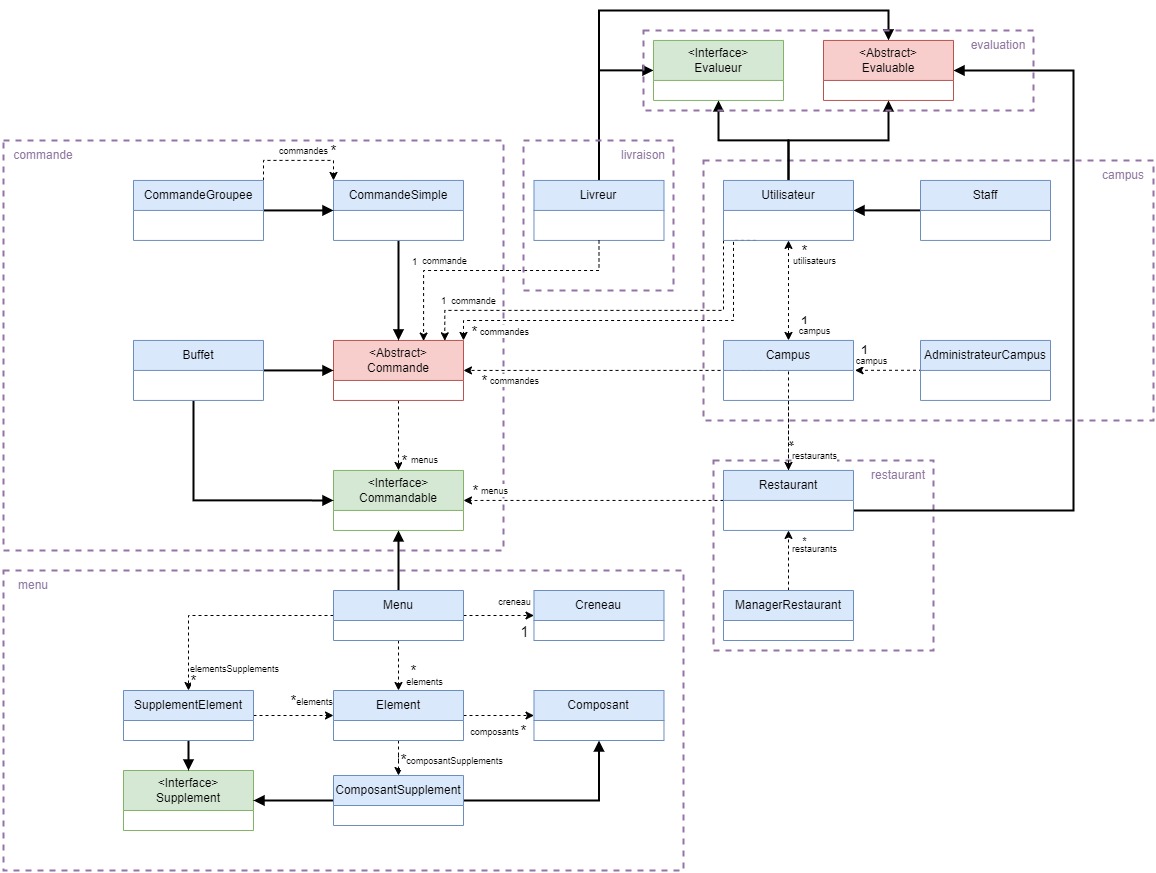 evaluation
<Interface>
Evalueur
<Abstract>
Evaluable
commande
commandes *
CommandeGroupee
CommandeSimple
livraison
Livreur
campus
Utilisateur
Staff
1 commande
*
utilisateurs
1 commande
* commandes
1
campus
Buffet
<Abstract>
Commande
* commandes
Campus
1
campus
AdministrateurCampus
* menus
*
restaurants
<Interface>
Commandable
* menus
restaurant
Restaurant
*
restaurants
ManagerRestaurant
menu
Menu
creneau
1
Creneau
elementsSupplements
*
*
elements
SupplementElement
*elements
Element
composants *
Composant
*composantSupplements
<Interface>
Supplement
ComposantSupplement